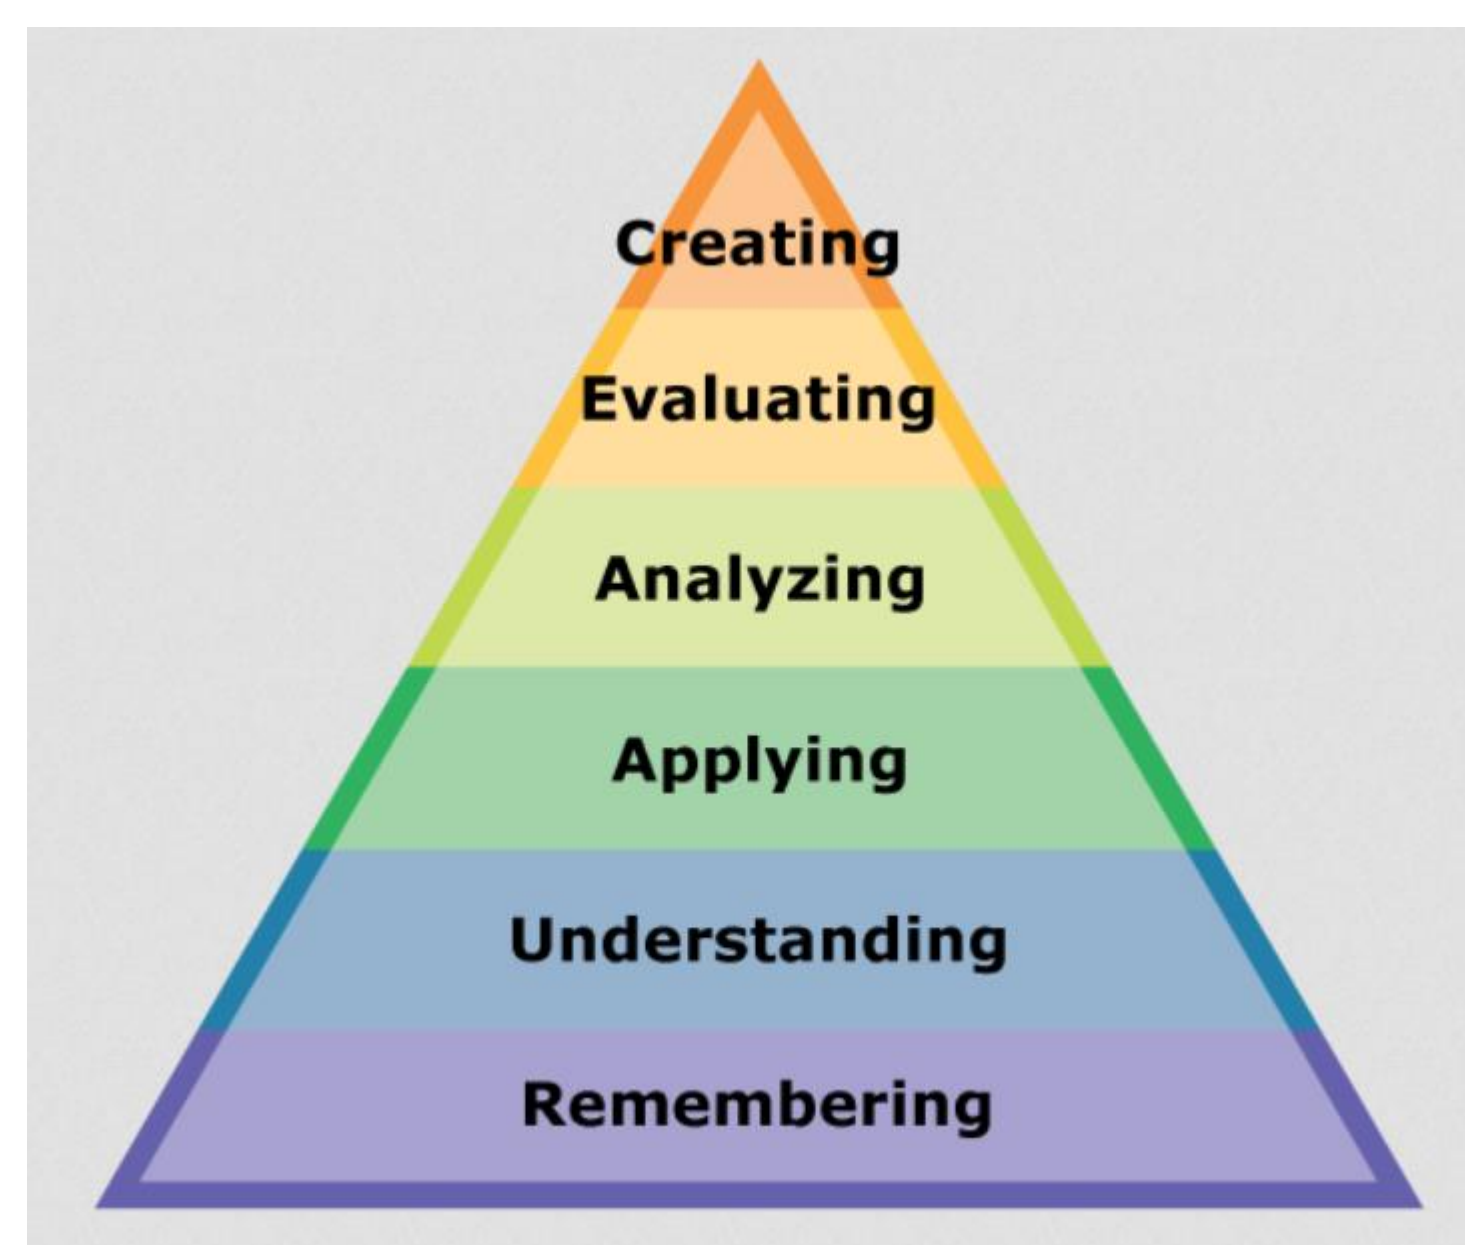 Creating
Evaluating
Analyzing
Applying
Understanding
Remembering